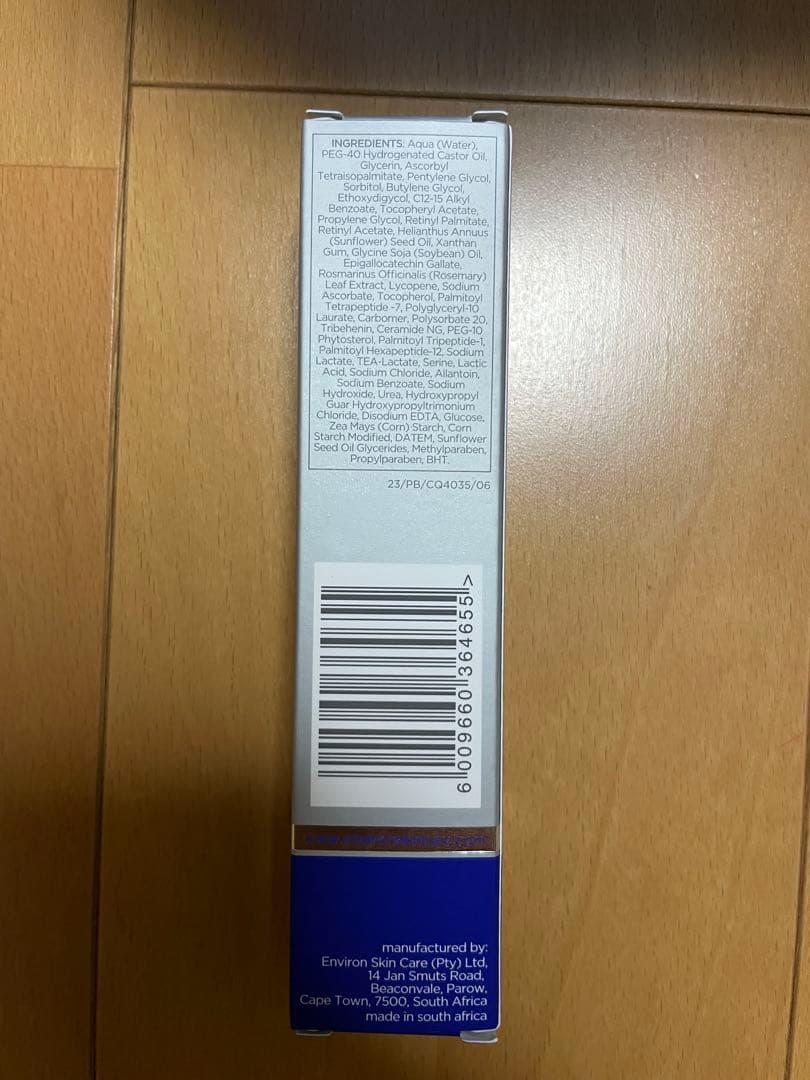 INGREDIENTS: Aqua (Water),
PEG-40 Hydrogenated Castor Oil,
Glycerin, Ascorbyl
Tetraisopalmitate, Pentylene Glycol,
Sorbitol, Butylene Glycol,
Ethoxydigycol, C12-15 Alkyl
Benzoate, Tocopheryl Acetate,
Propylene Glycol, Retinyl Palmitate,
Retinyl Acetate, Helianthus Annuus
(Sunflower) Seed Oil, Xanthan
Gum, Glycine Soja (Soybean) Oil,
Epigallocatechin Gallate,
Rosmarinus Officinalis (Rosemary)
Leaf Extract, Lycopene, Sodium
Ascorbate, Tocopherol, Palmitoyl
Tetrapeptide -7, Polyglyceryl-10
Laurate, Carbomer, Polysorbate 20,
Tribehenin, Ceramide NG, PEG-10
Phytosterol, Palmitoyl Tripeptide-1,
Palmitoyl Hexapeptide-12, Sodium
Lactate, TEA-Lactate, Serine, Lactic
Acid, Sodium Chloride, Allantoin,
Sodium Benzoate, Sodium
Hydroxide, Urea, Hydroxypropyl
Guar Hydroxypropyltrimonium
Chloride, Disodium EDTA, Glucose,
Zea Mays (Corn) Starch, Corn
Starch Modified, DATEM, Sunflower
Seed Oil Glycerides, Methylparaben,
Propylparaben, BHT.
23/PB/CQ4035/06
6 009660 364655 >
manufactured by:
Environ Skin Care (Pty) Ltd,
14 Jan Smuts Road,
Beaconvale, Parow,
Cape Town, 7500, South Africa
made in south africa